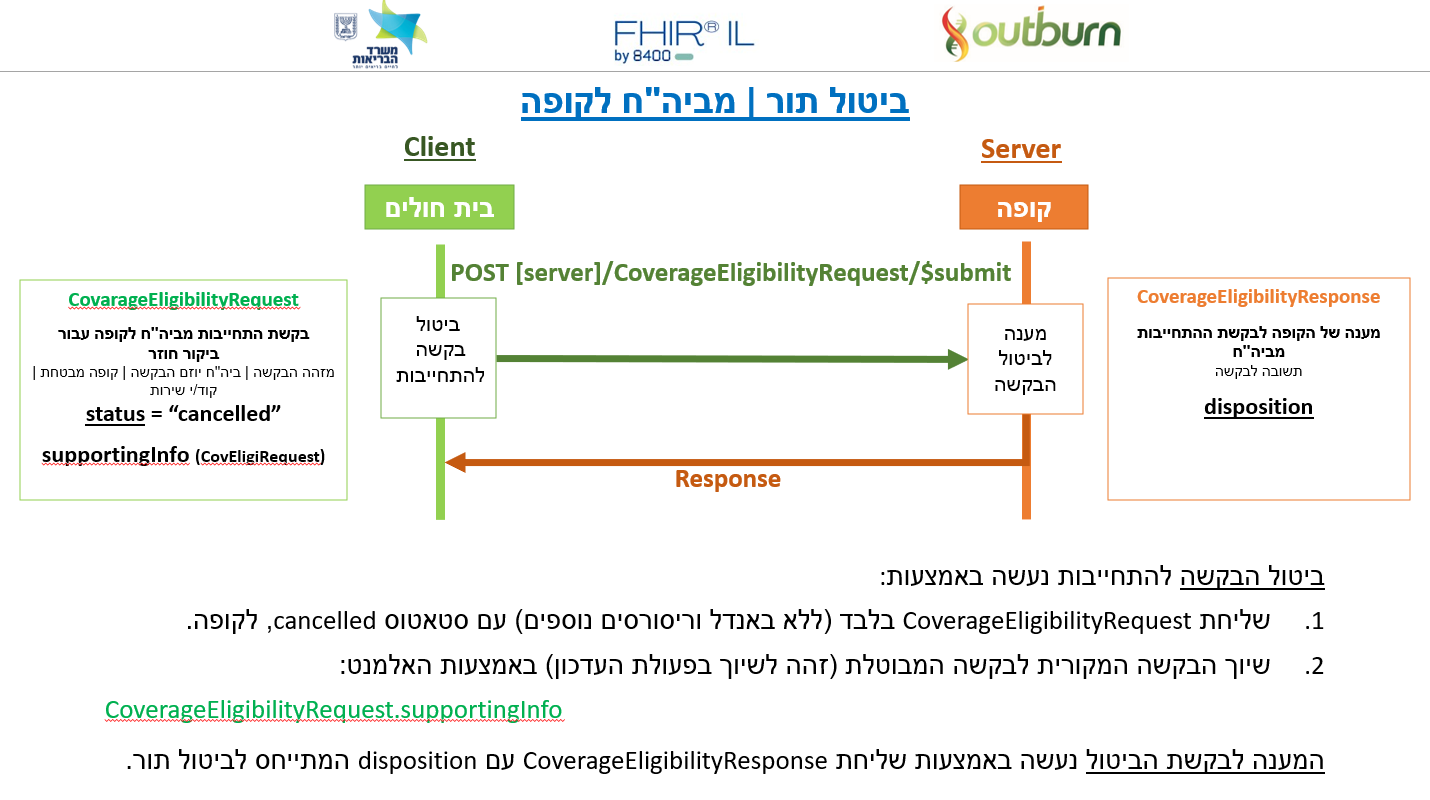 משרד
הבריאות
לחיים בריאים יותר
FHIR® IL
by 8400
outburn
ביטול תור | מביה"ח לקופה
Client
Server
בית חולים
קופה
POST [server]/CoverageEligibilityRequest/$submit
CovarageEligibilityRequest
בקשת התחייבות מביה"ח לקופה עבור
ביקור חוזר
מזהה הבקשה | ביה"ח יוזם הבקשה | קופה מבטחת |
קוד/י שירות
status = “cancelled”
supportingInfo (CovEligiRequest)
ביטול
בקשה
להתחייבות
מענה
לביטול
הבקשה
CoverageEligibilityResponse
מענה של הקופה לבקשת ההתחייבות
מביה"ח
תשובה לבקשה
disposition
Response
ביטול הבקשה להתחייבות נעשה באמצעות:
1. שליחת CoverageEligibilityRequest בלבד (ללא באנדל וריסורסים נוספים) עם סטאטוס cancelled, לקופה.
2. שיוך הבקשה המקורית לבקשה המבוטלת (זהה לשיוך בפעולת העדכון) באמצעות האלמנט:
CoverageEligibilityRequest.supportingInfo
המענה לבקשת הביטול נעשה באמצעות שליחת CoverageEligibilityResponse עם disposition המתייחס לביטול תור.